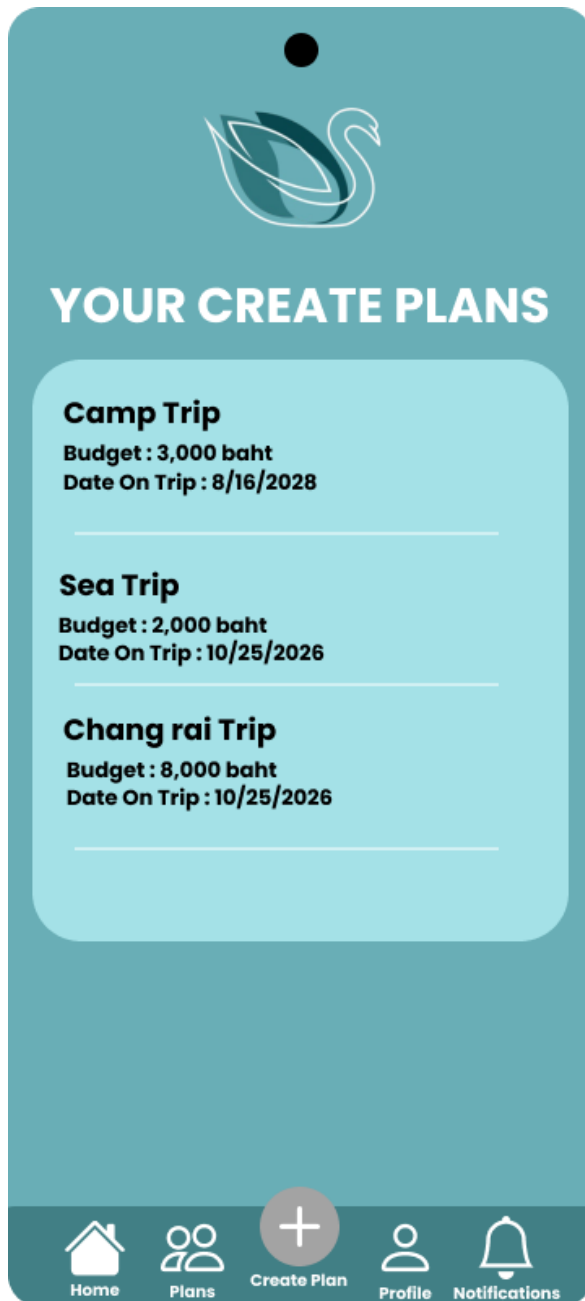 YOUR CREATE PLANS
Camp Trip
Budget : 3,000 baht
Date On Trip : 8/16/2028
Sea Trip
Budget : 2,000 baht
Date On Trip : 10/25/2026
Chang rai Trip
Budget : 8,000 baht
Date On Trip : 10/25/2026
Home
Plans
Create Plan
Profile
Notifications